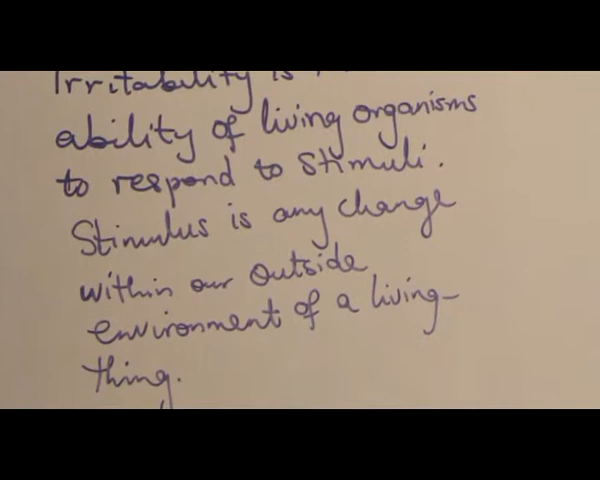 Irritability is
ability of living organisms
to respond to stimuli.
Stimulus is any change
within our outside
environment of a living-
thing.